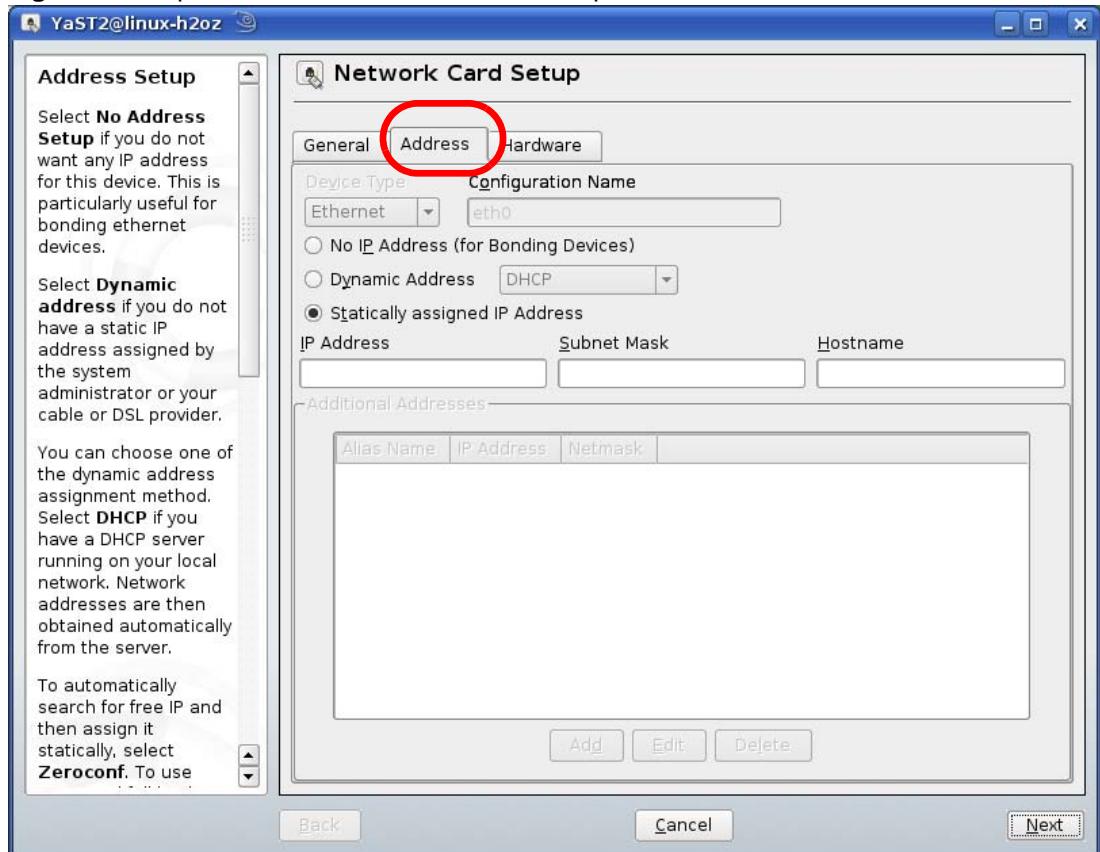 YaST2@linux-h2oz
Address Setup
Select No Address
Setup if you do not
want any IP address
for this device. This is
particularly useful for
bonding ethernet
devices.
Select Dynamic
address if you do not
have a static IP
address assigned by
the system
administrator or your
cable or DSL provider.
You can choose one of
the dynamic address
assignment method.
Select DHCP if you
have a DHCP server
running on your local
network. Network
addresses are then
obtained automatically
from the server.
To automatically
search for free IP and
then assign it
statically, select
Zeroconf. To use
Network Card Setup
General Address Hardware
Device Type Configuration Name
Ethernet eth0
No IP Address (for Bonding Devices)
Dynamic Address DHCP
Statically assigned IP Address
IP Address Subnet Mask Hostname
Additional Addresses
Alias Name IP Address Netmask
Add Edit Delete
Back Cancel Next